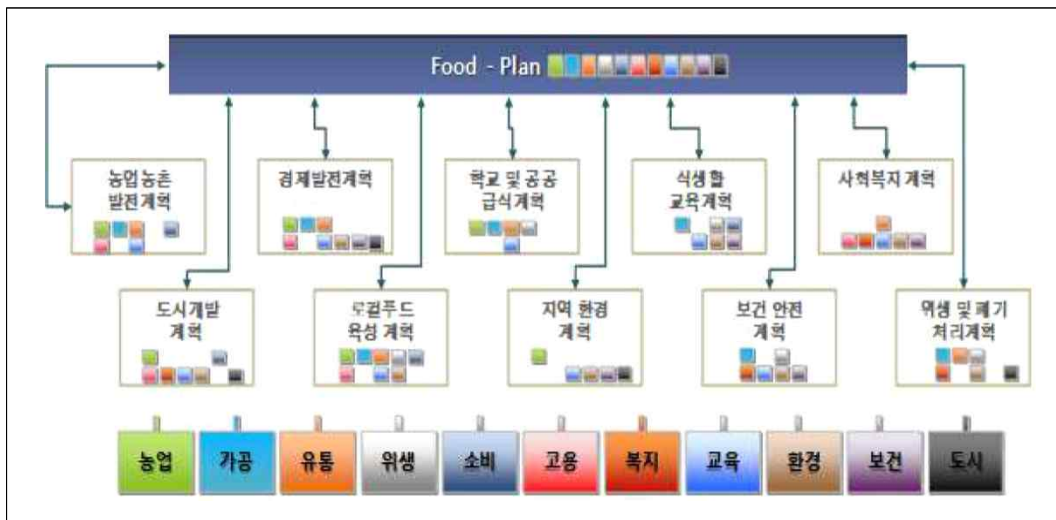 Food - Plan
농업농촌
발전계획
경제발전계획
학교 및 공공
급식계획
식생활
교육계획
사회복지 계획
도시개발
계획
로컬푸드
육성 계획
지역 환경
계획
보건 안전
계획
위생 및 폐기
처리계획
농업
가공
유통
위생
소비
고용
복지
교육
환경
보건
도시